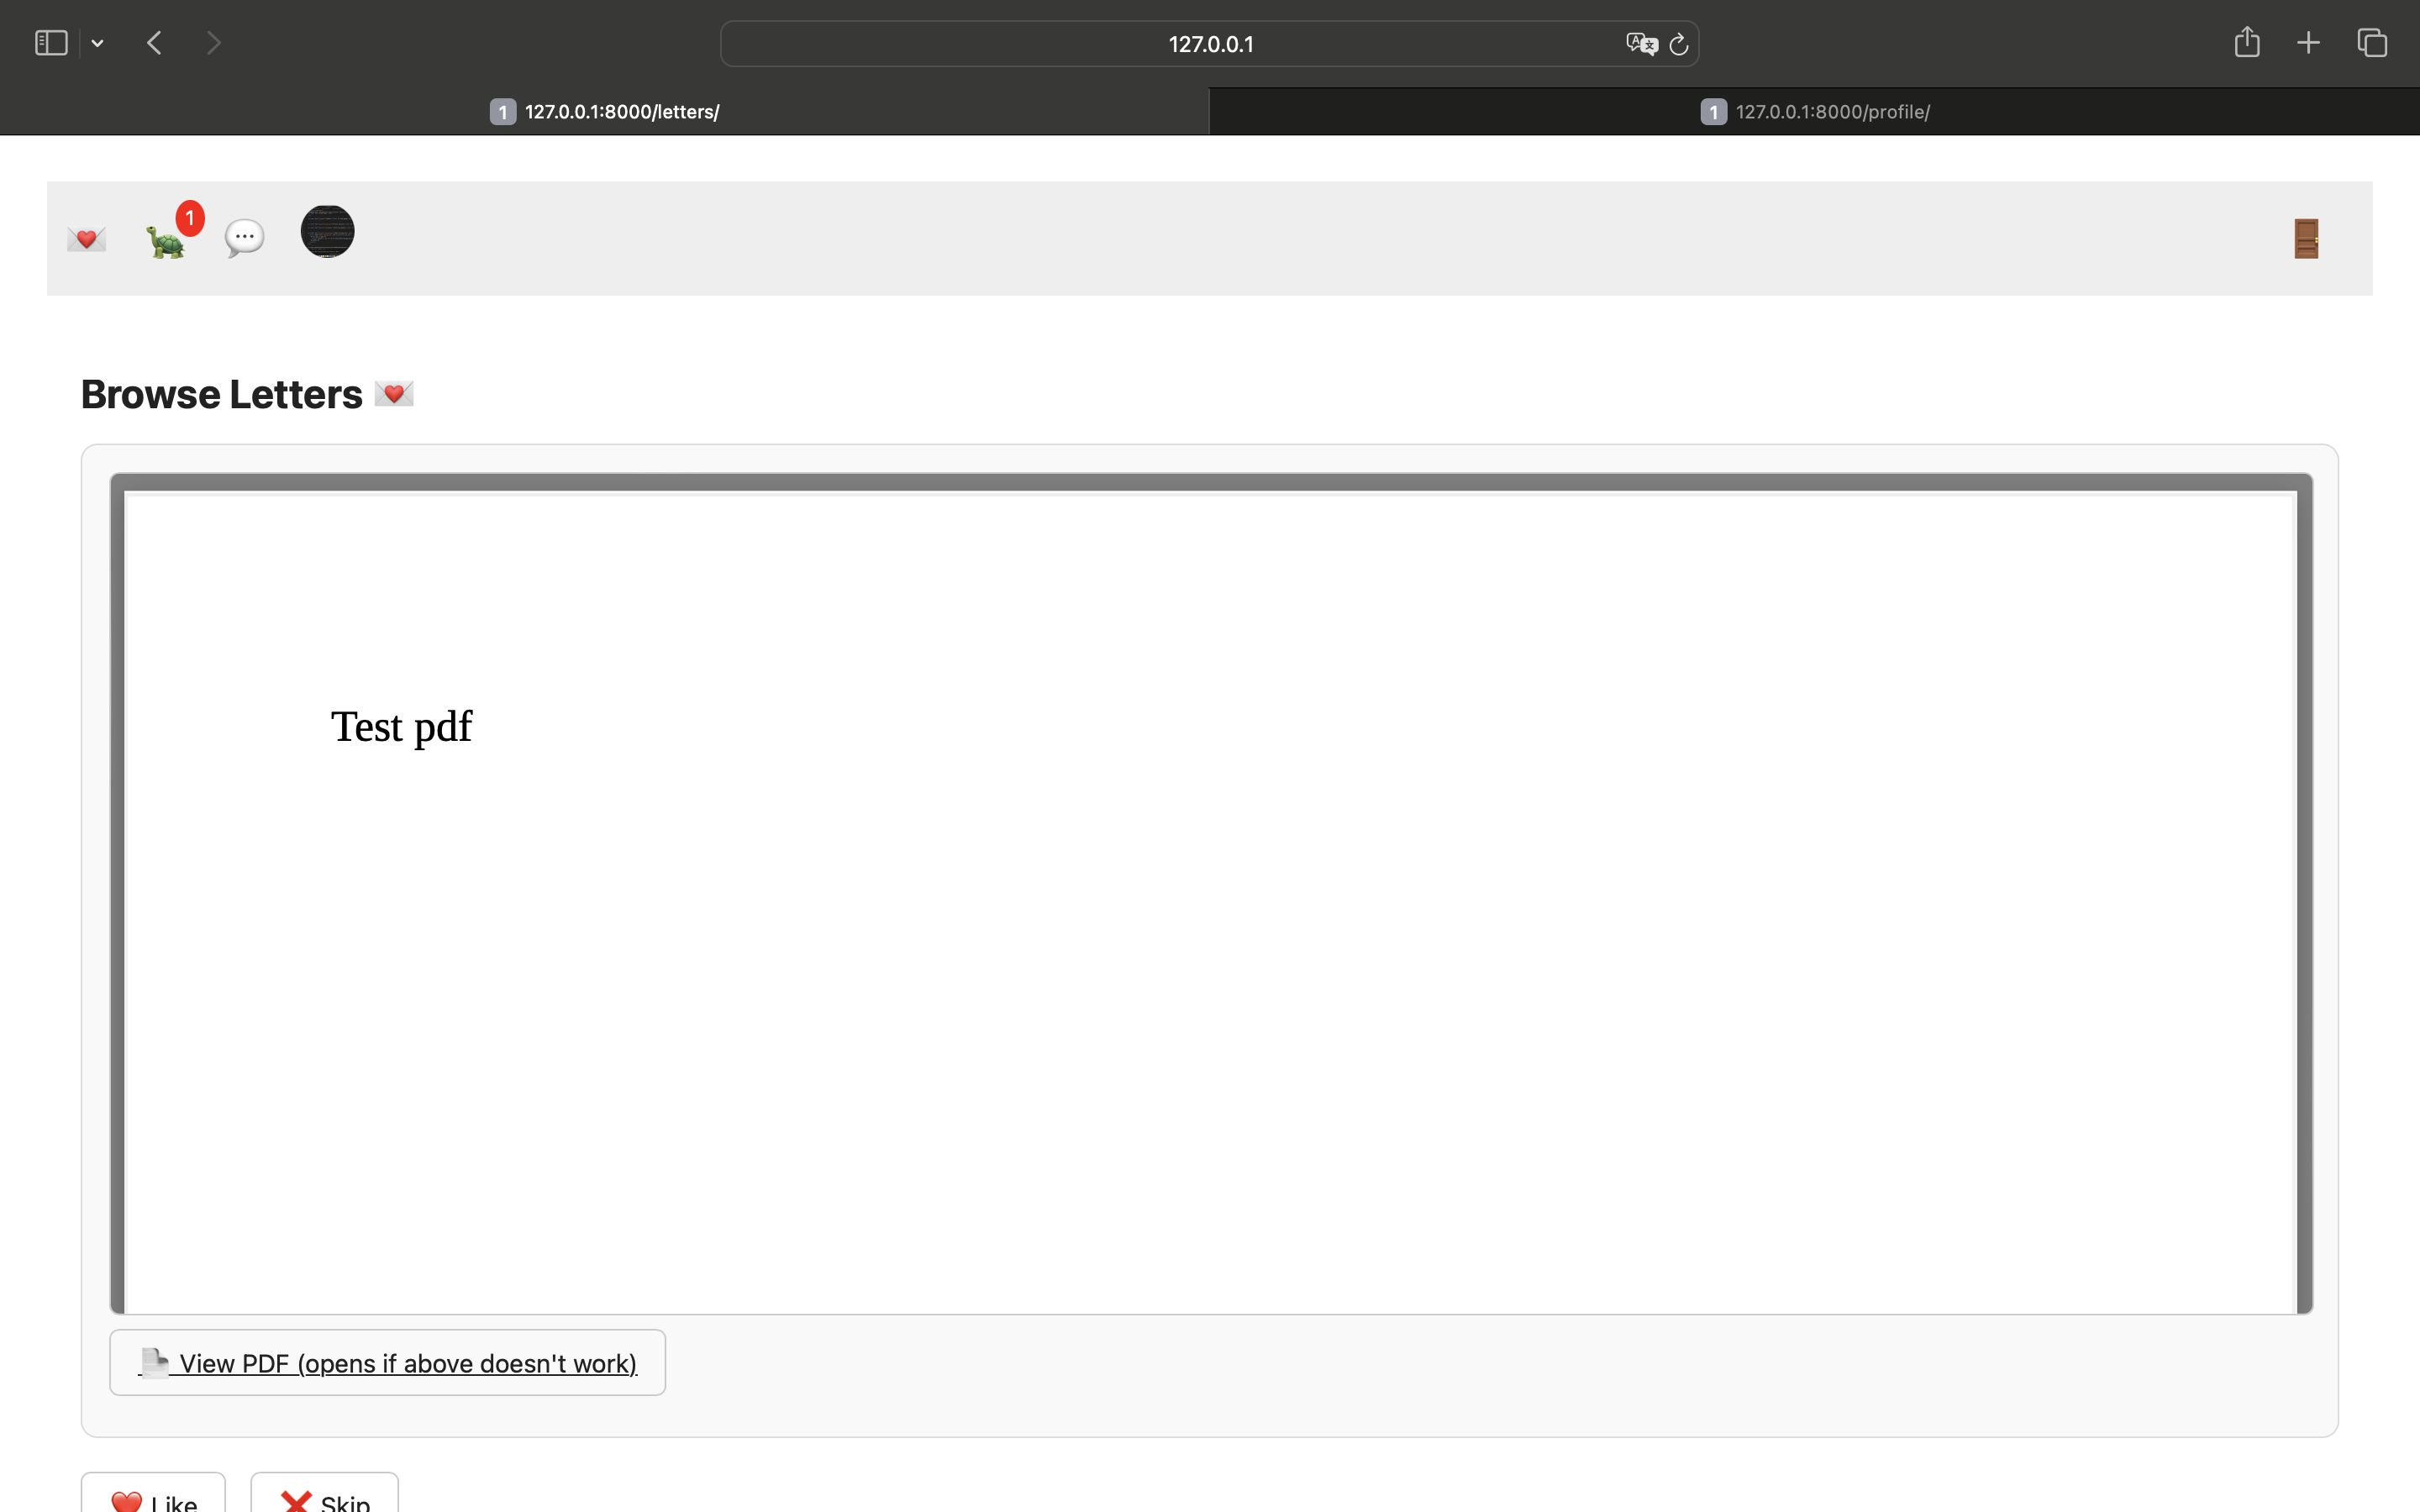 127.0.0.1
1 127.0.0.1:8000/letters/
1 127.0.0.1:8000/profile/
1
Browse Letters
Test pdf
View PDF (opens if above doesn't work)
Like
Skip